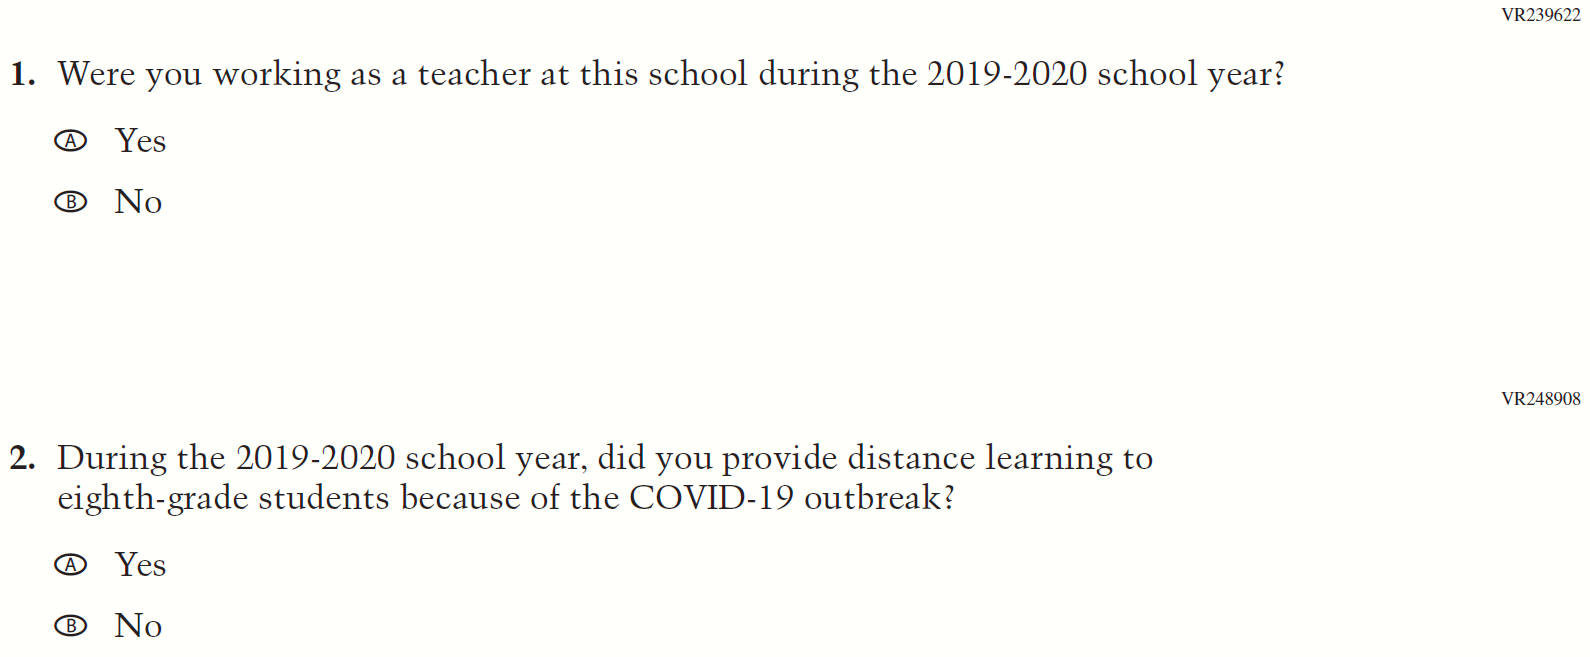 VR239622
1. Were you working as a teacher at this school during the 2019-2020 school year?
A Yes
B No
VR248908
2. During the 2019-2020 school year, did you provide distance learning to
eighth-grade students because of the COVID-19 outbreak?
A Yes
B No